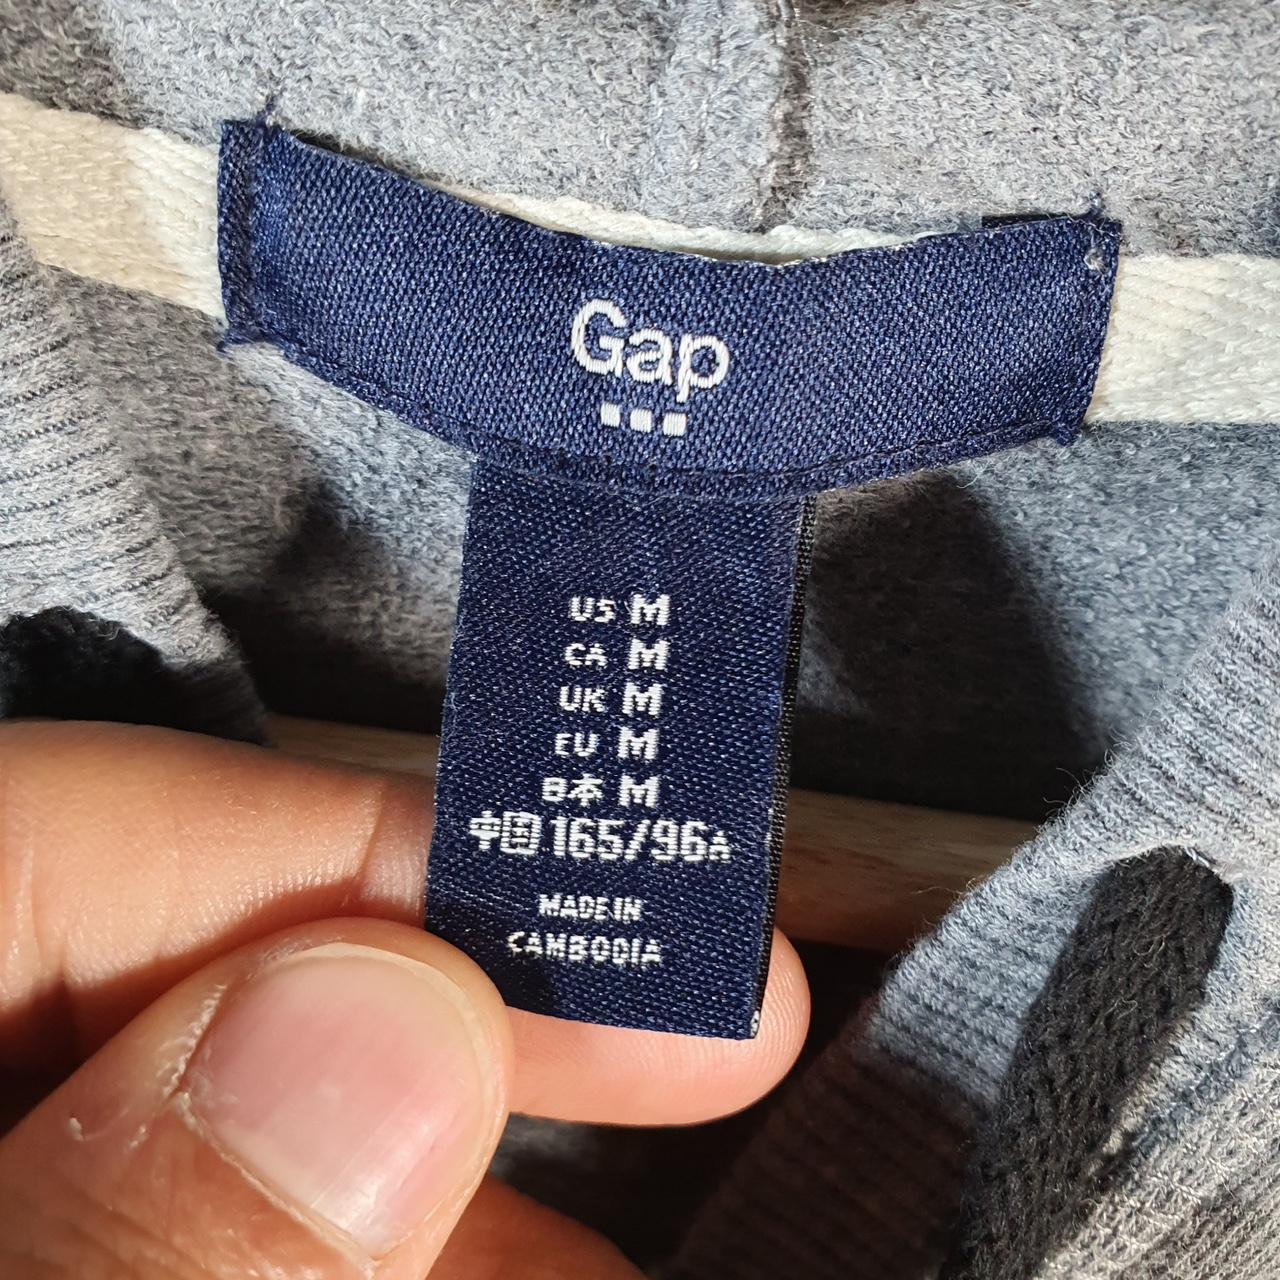 Gap
US M
CA M
UK M
EU M
日本 M
中国 165/96A
MADE IN
CAMBODIA